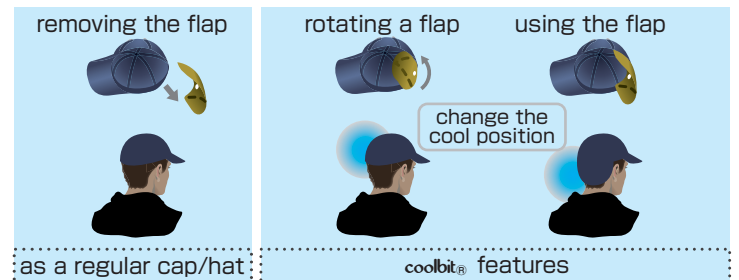 removing the flap
rotating a flap
using the flap
change the
cool position
as a regular cap/hat
coolbit® features